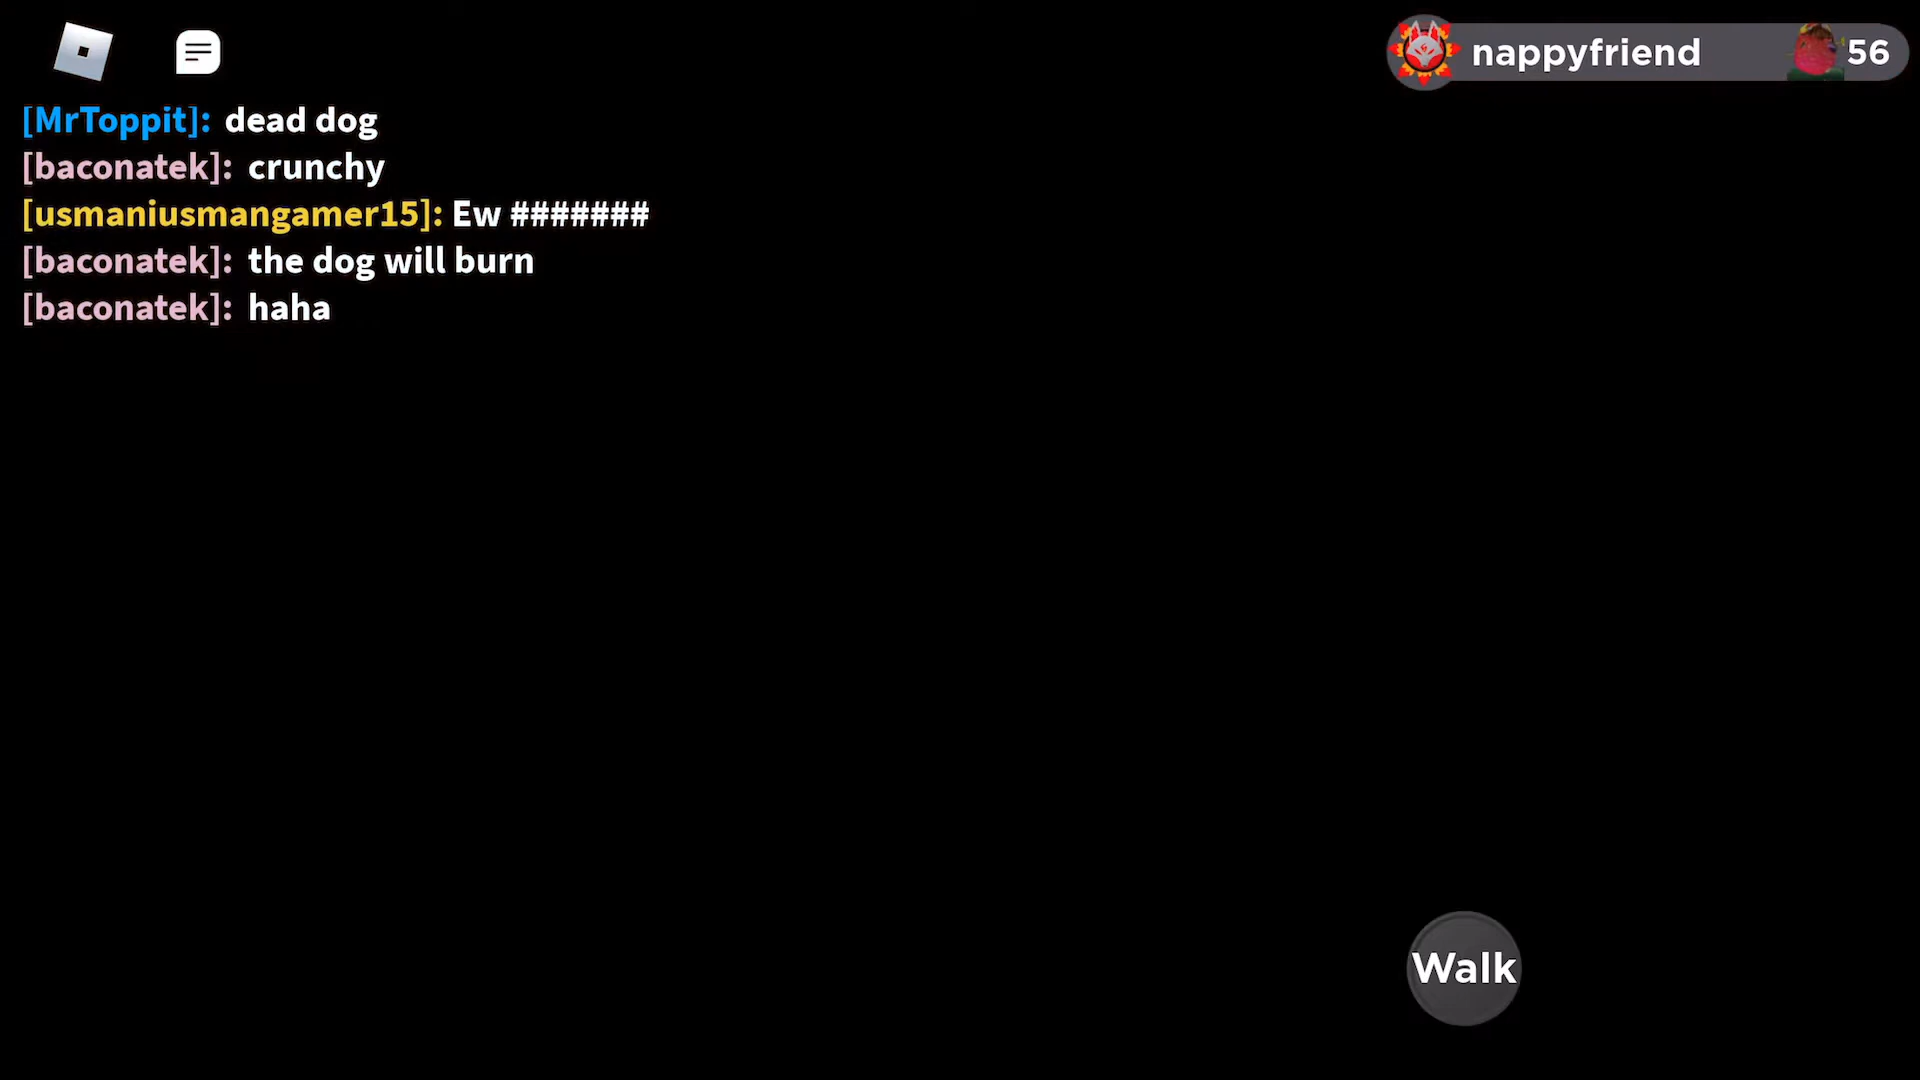 nappyfriend 56
[MrToppit]: dead dog
[baconatek]: crunchy
[usmaniusmangamer15]: Ew #######
[baconatek]: the dog will burn
[baconatek]: haha
Walk